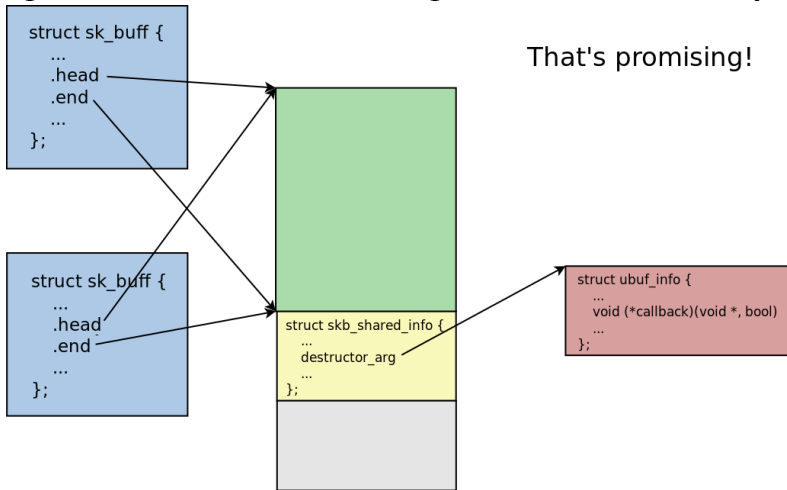 struct sk_buff {
...
.head
.end
...
};
That's promising!
struct sk_buff {
...
.head
.end
...
};
struct skb_shared_info {
...
destructor_arg
...
};
struct ubuf_info {
...
void (*callback)(void *, bool)
...
};